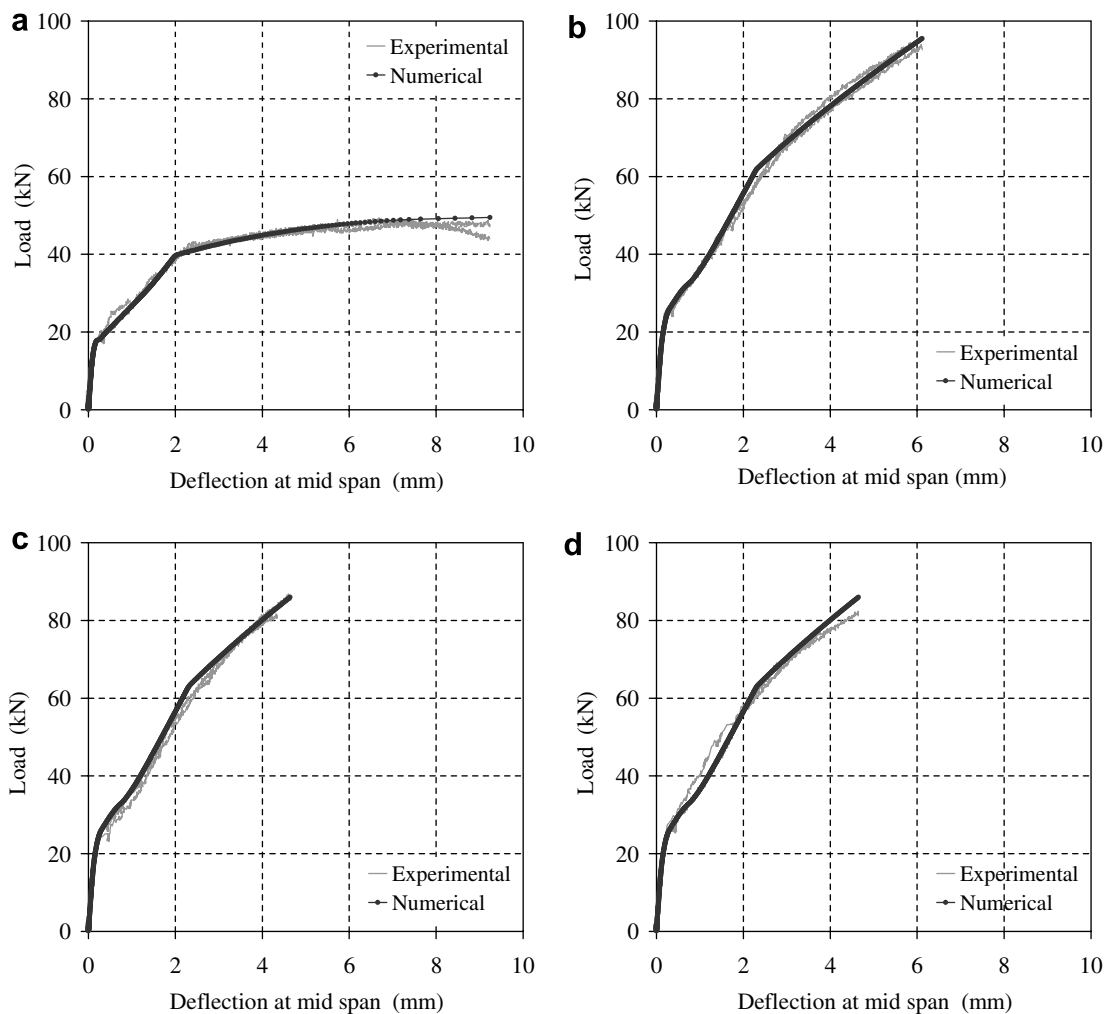 a
100
80
60
40
20
0
Load (kN)
Experimental
Numerical
0 2 4 6 8 10
Deflection at mid span (mm)
b
100
80
60
40
20
0
Load (kN)
Experimental
Numerical
0 2 4 6 8 10
Deflection at mid span (mm)
c
100
80
60
40
20
0
Load (kN)
Experimental
Numerical
0 2 4 6 8 10
Deflection at mid span (mm)
d
100
80
60
40
20
0
Load (kN)
Experimental
Numerical
0 2 4 6 8 10
Deflection at mid span (mm)